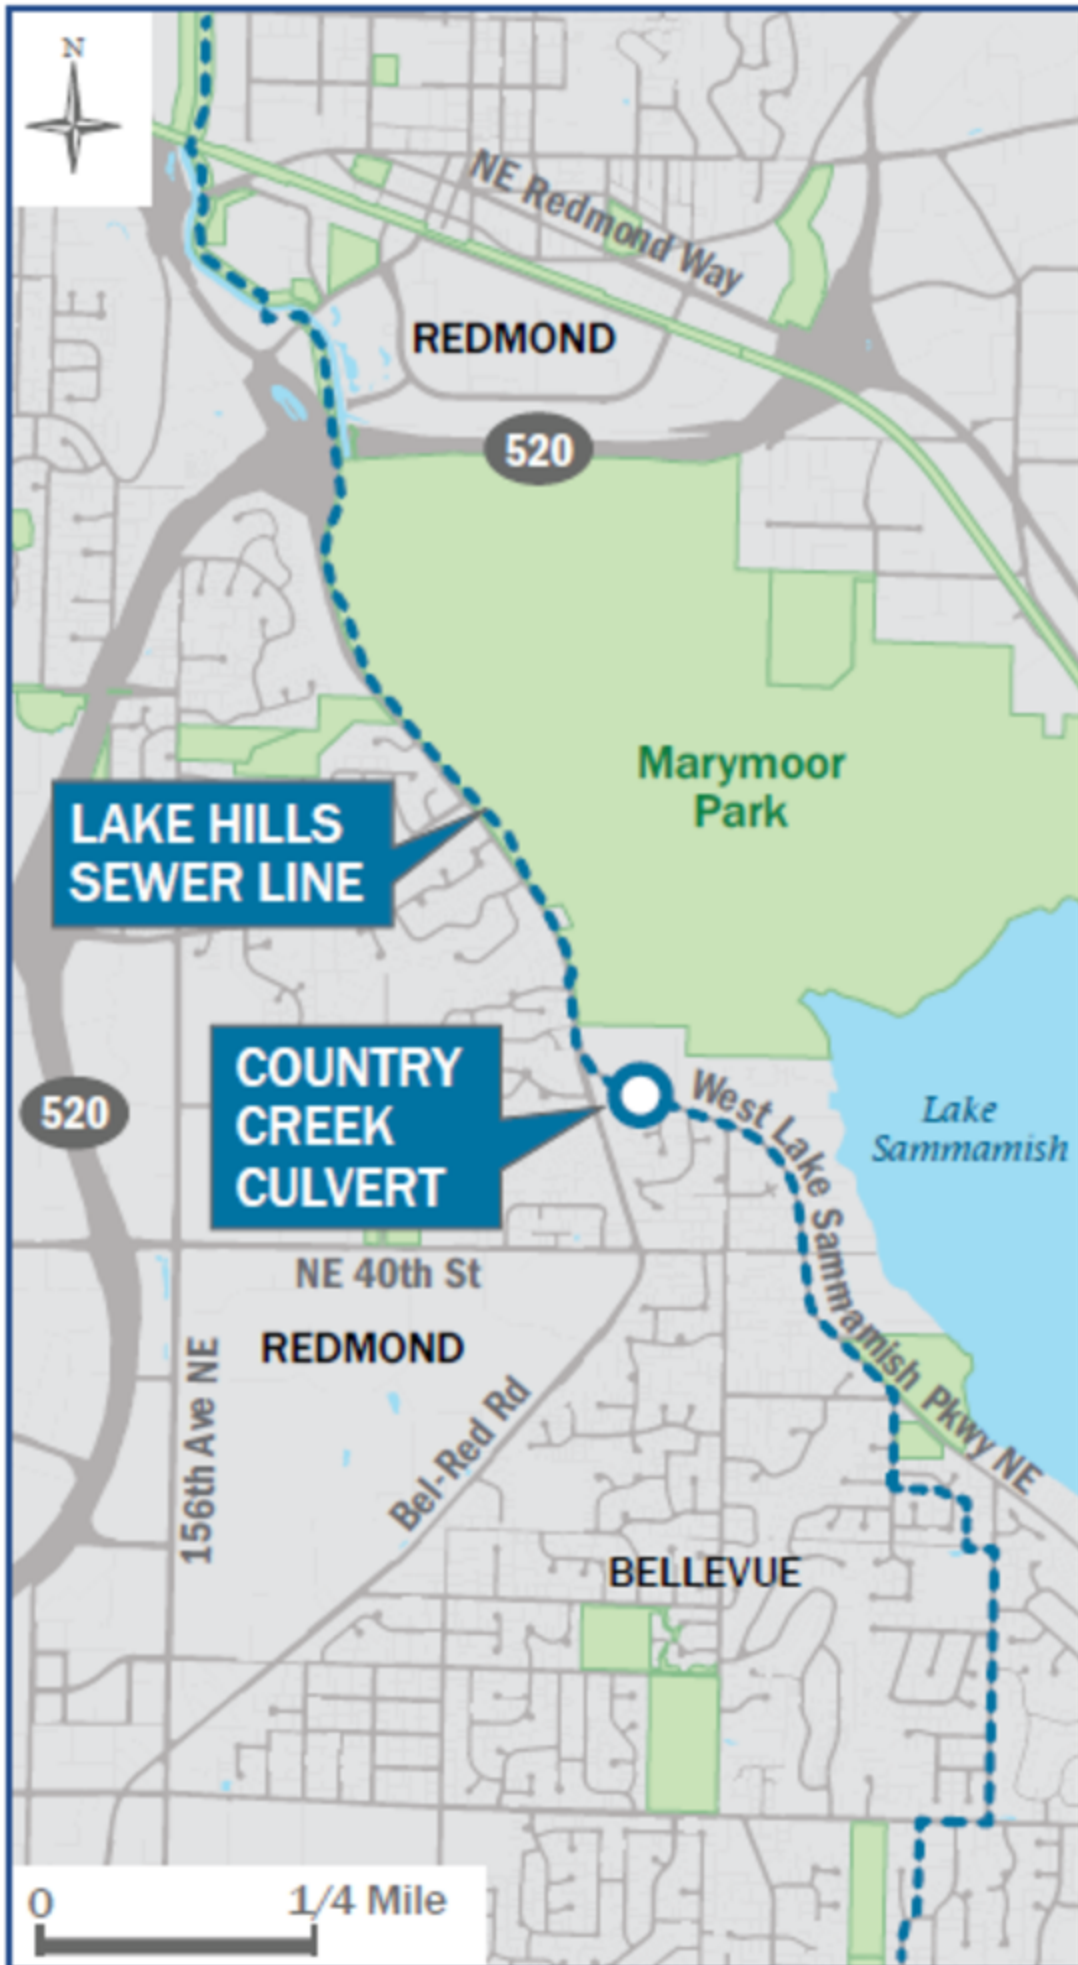 N
NE Redmond Way
REDMOND
520
Marymoor
Park
LAKE HILLS
SEWER LINE
COUNTRY
CREEK
CULVERT
West Lake Sammamish Pkwy NE
Lake
Sammamish
520
NE 40th St
REDMOND
156th Ave NE
Bel-Red Rd
BELLEVUE
0 1/4 Mile